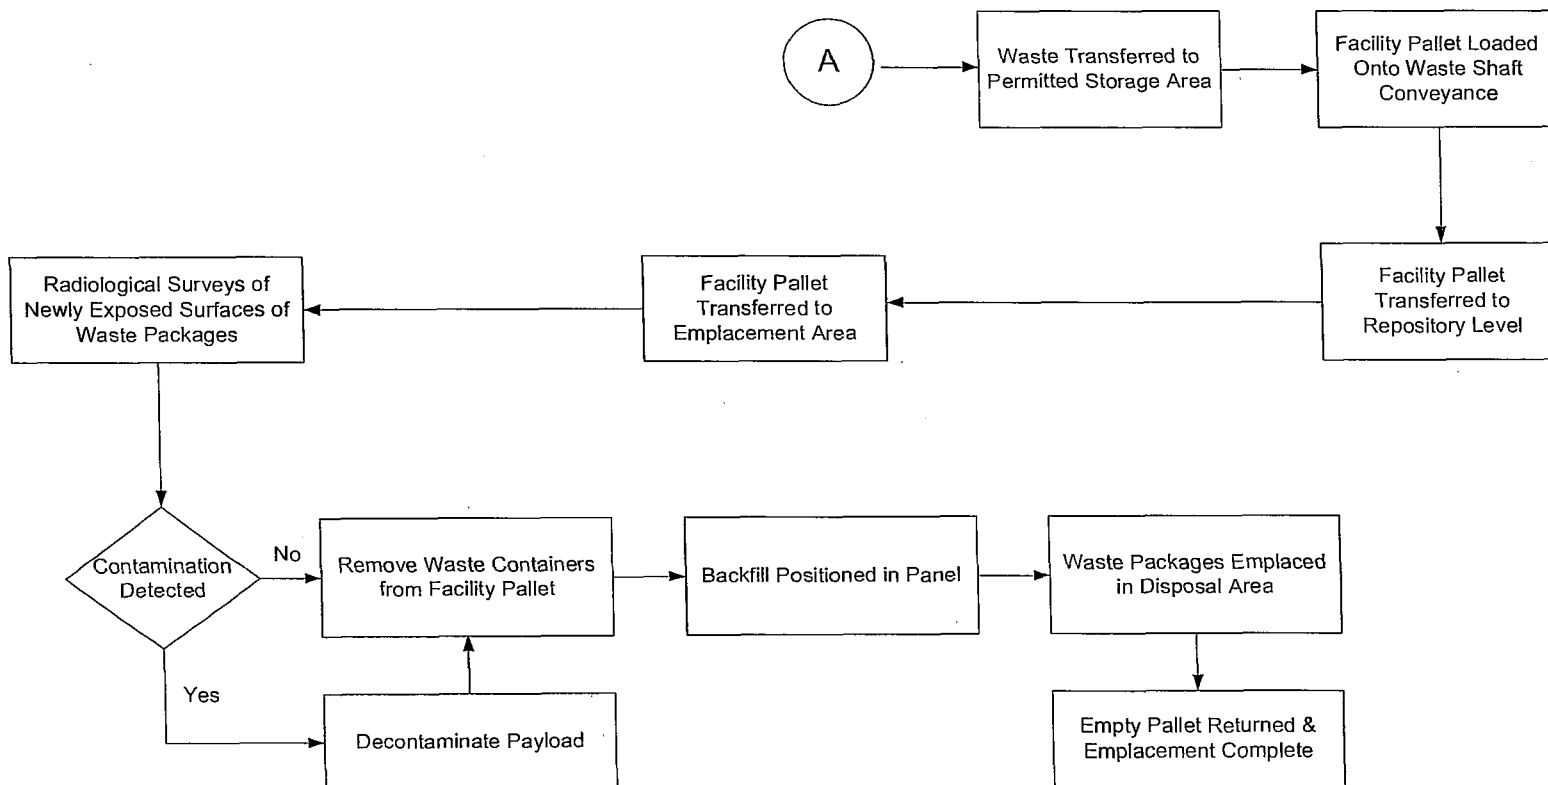 A
Waste Transferred to
Permitted Storage Area
Facility Pallet Loaded
Onto Waste Shaft
Conveyance
Radiological Surveys of
Newly Exposed Surfaces of
Waste Packages
Facility Pallet
Transferred to
Emplacement Area
Facility Pallet
Transferred to
Repository Level
Contamination
Detected
No
Remove Waste Containers
from Facility Pallet
Backfill Positioned in Panel
Waste Packages Emplaced
in Disposal Area
Yes
Decontaminate Payload
Empty Pallet Returned &
Emplacement Complete